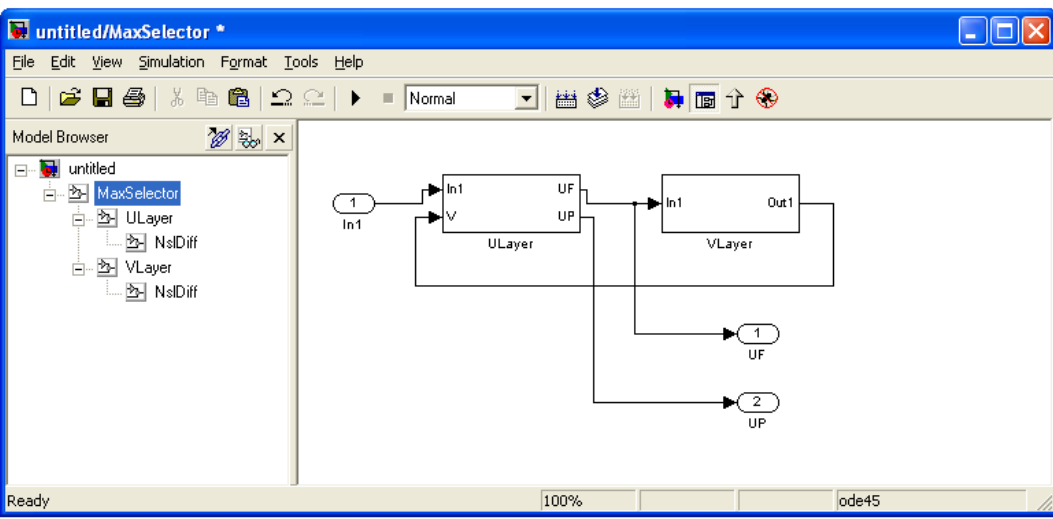 untitled/MaxSelector *
File Edit View Simulation Format Tools Help
Normal
Model Browser
untitled
MaxSelector
ULayer
NslDiff
VLayer
NslDiff
1
In1
In1 UF
V UP
ULayer
In1 Out1
VLayer
1
UF
2
UP
Ready 100% ode45